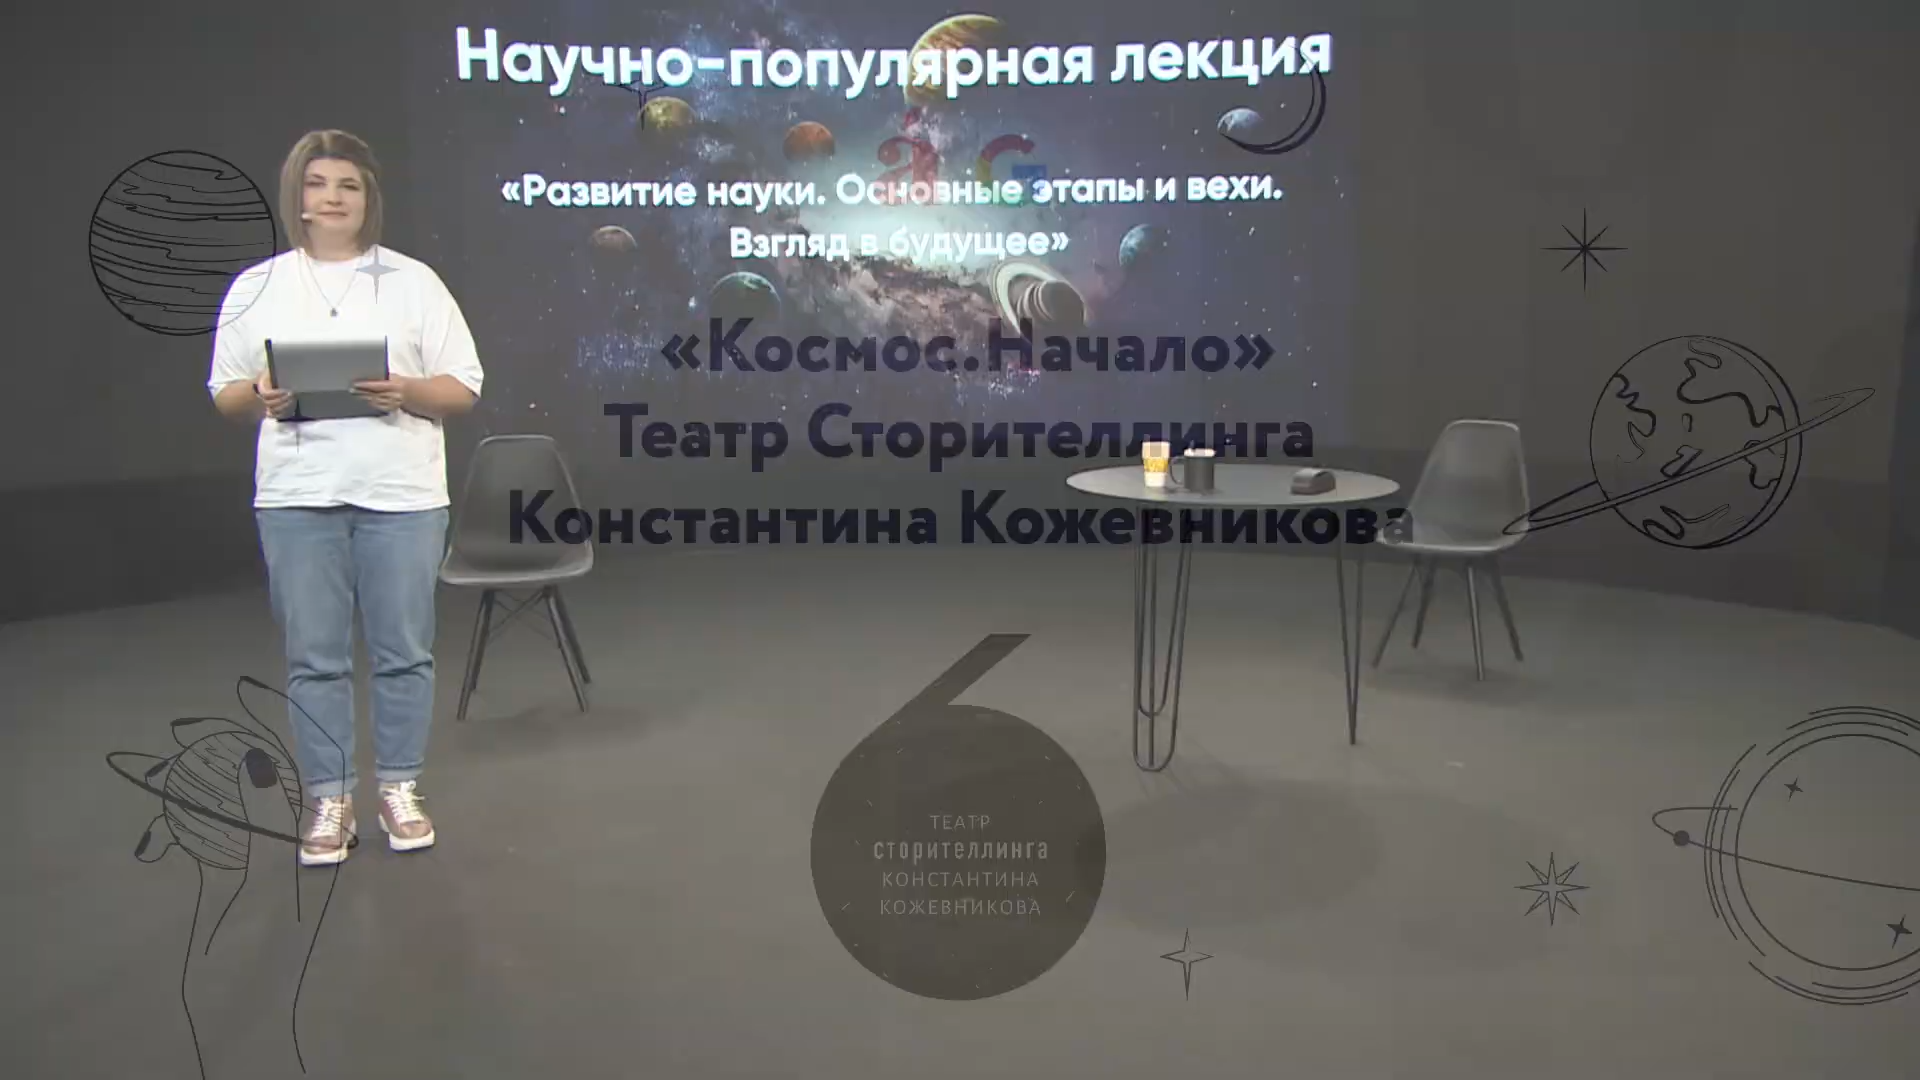 Научно-популярная лекция
«Развитие науки. Основные этапы и вехи.
Взгляд в будущее»
«Космос.Начало»
Театр Сторителлинга
Константина Кожевникова
ТЕАТР
сторителлинга
КОНСТАНТИНА
КОЖЕВНИКОВА